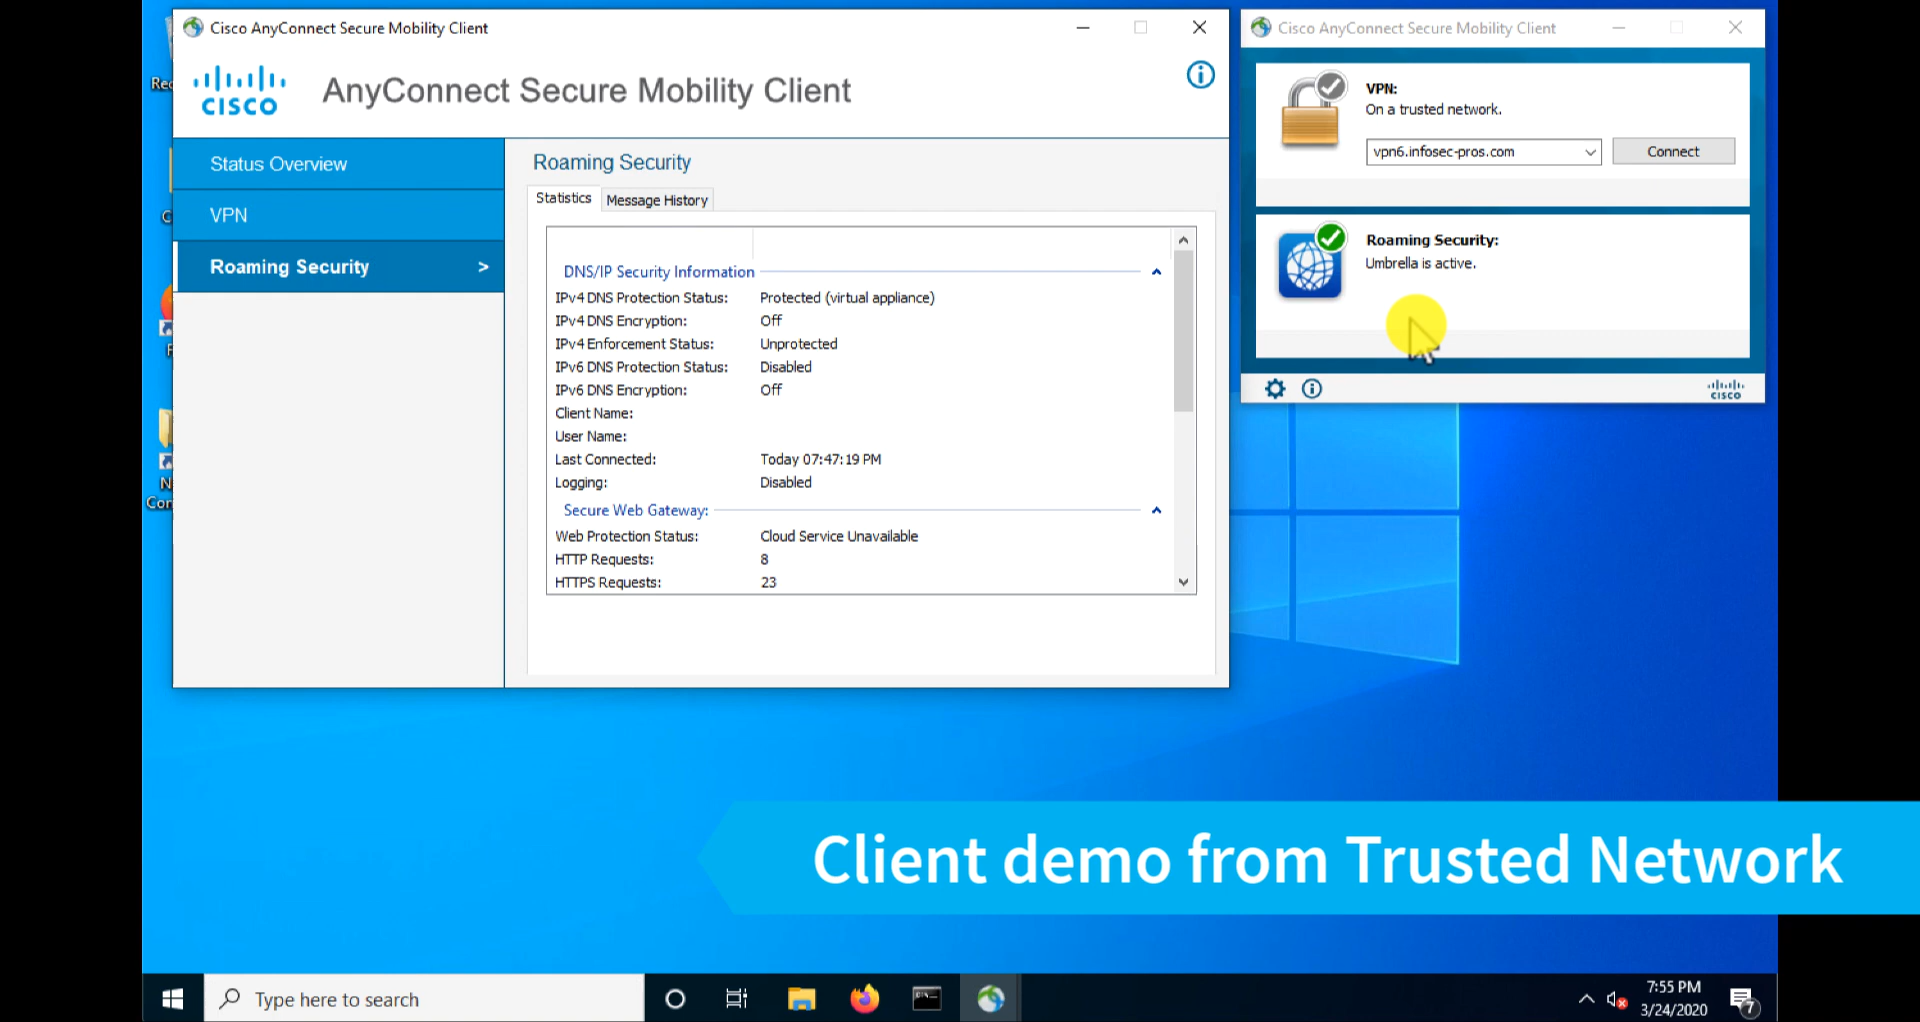 Cisco AnyConnect Secure Mobility Client
CISCO
AnyConnect Secure Mobility Client
Status Overview
VPN
Roaming Security >
Roaming Security
Statistics
Message History
DNS/IP Security Information
IPv4 DNS Protection Status: Protected (virtual appliance)
IPv4 DNS Encryption: Off
IPv4 Enforcement Status: Unprotected
IPv6 DNS Protection Status: Disabled
IPv6 DNS Encryption: Off
Client Name:
User Name:
Last Connected: Today 07:47:19 PM
Logging: Disabled
Secure Web Gateway:
Web Protection Status: Cloud Service Unavailable
HTTP Requests: 8
HTTPS Requests: 23
Cisco AnyConnect Secure Mobility Client
VPN:
On a trusted network.
vpn6.infosec-pros.com
Connect
Roaming Security:
Umbrella is active.
CISCO
Client demo from Trusted Network
Type here to search
7:55 PM
3/24/2020
7